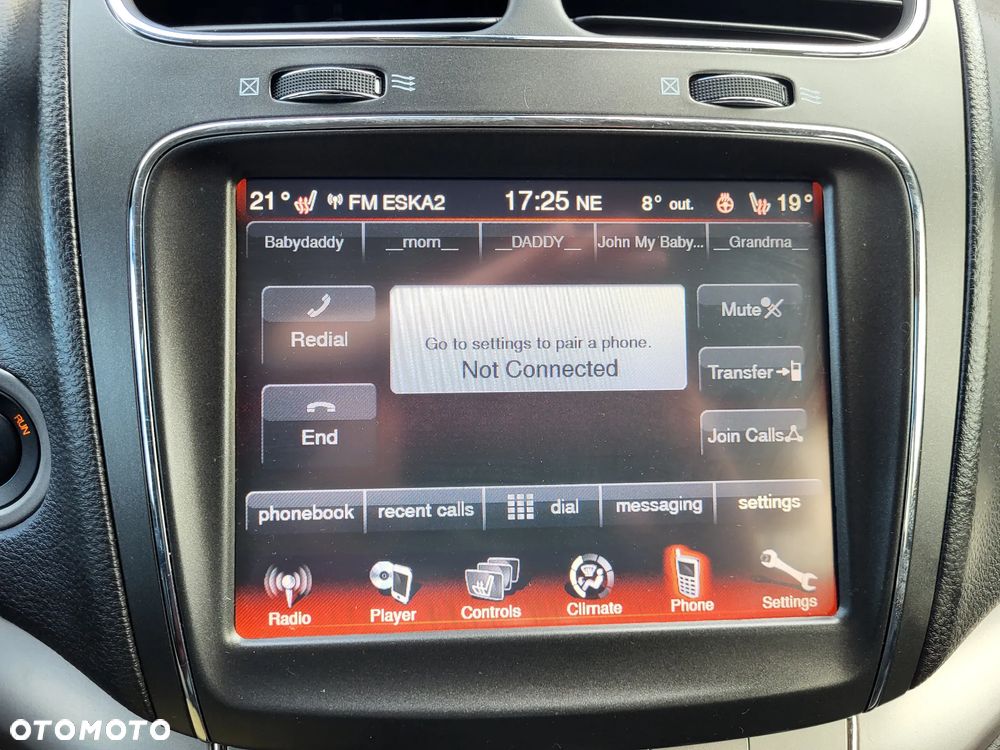 21° FM ESKA2 17:25 NE 8° out. 19°
Babydaddy __mom__ __DADDY__ John My Baby... __Grandma__
Redial
Go to settings to pair a phone.
Not Connected
Mute
Transfer
End
Join Calls
RUN
phonebook recent calls dial messaging settings
Radio Player Controls Climate Phone Settings
OTOMOTO